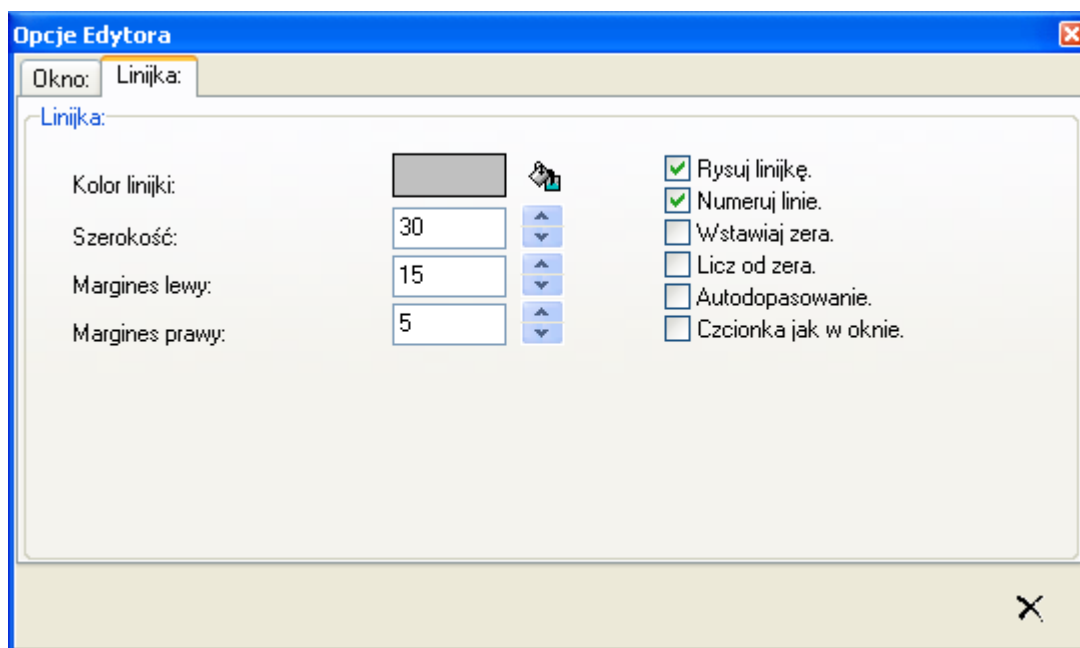 Opcje Edytora
Okno: Linijka:
Linijka:
Kolor linijki:
Szerokość: 30
Margines lewy: 15
Margines prawy: 5
Rysuj linijkę.
Numeruj linie.
Wstawiaj zera.
Licz od zera.
Autodopasowanie.
Czcionka jak w oknie.